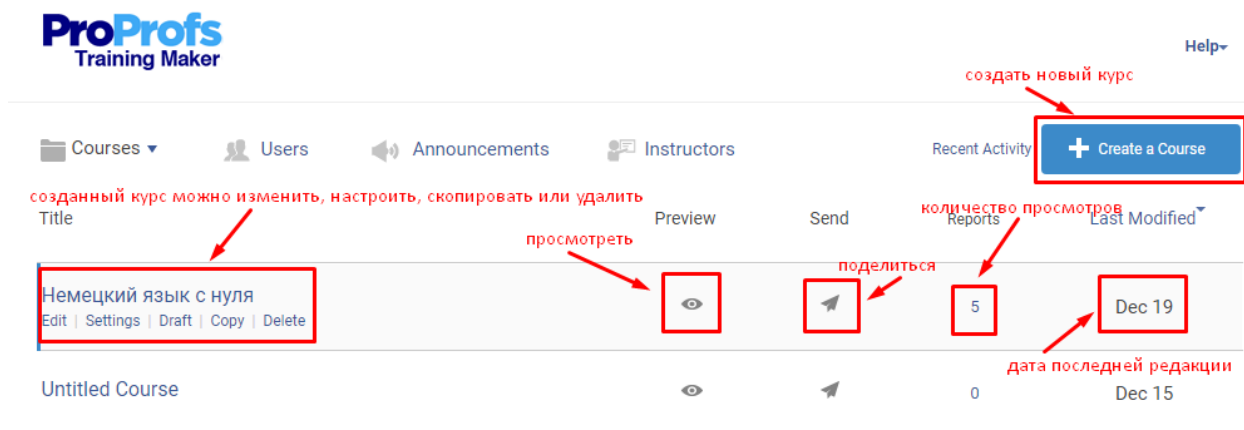 ProProfs
Training Maker
Help
создать новый курс
Courses Users Announcements Instructors Recent Activity + Create a Course
созданный курс можно изменить, настроить, скопировать или удалить
количество просмотров
Title Preview Send Reports Last Modified
просмотреть
поделиться
Немецкий язык с нуля 5 Dec 19
Edit | Settings | Draft | Copy | Delete
дата последней редакции
Untitled Course 0 Dec 15